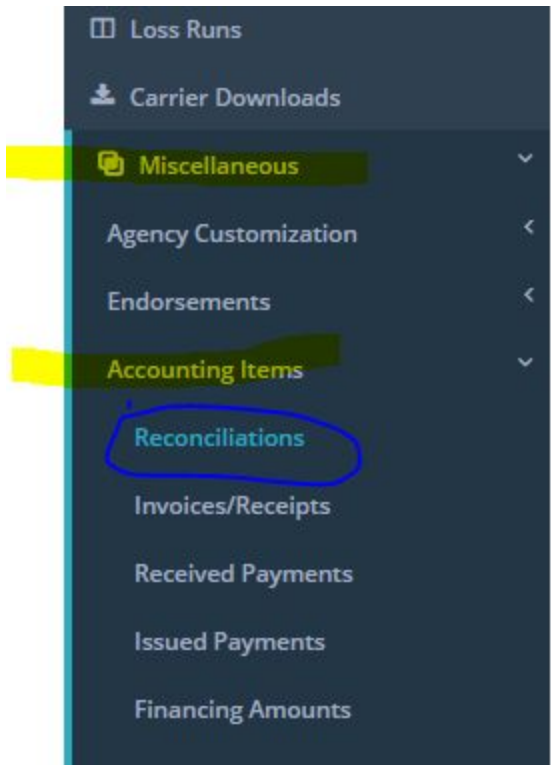 Loss Runs
Carrier Downloads
Miscellaneous
Agency Customization
Endorsements
Accounting Items
Reconciliations
Invoices/Receipts
Received Payments
Issued Payments
Financing Amounts